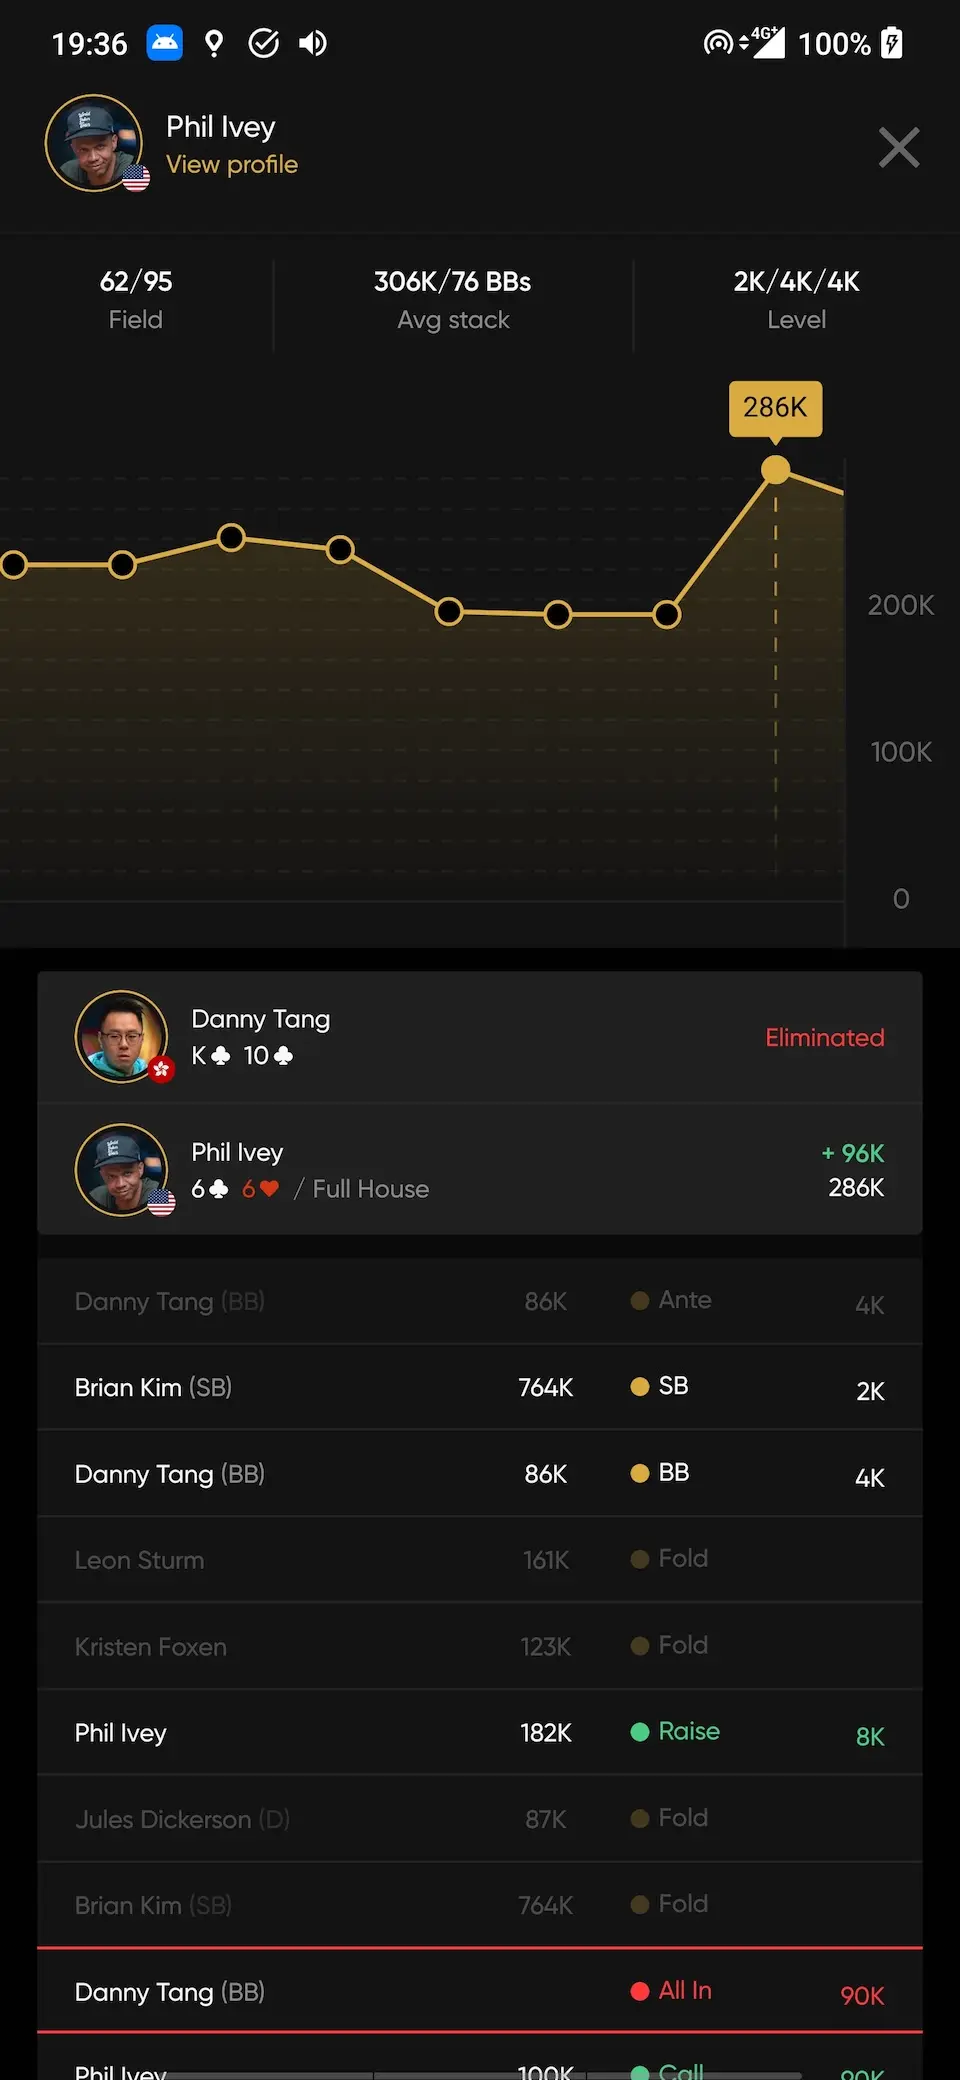 19:36 4G+ 100%
Phil Ivey
View profile
62/95 306K/76 BBs 2K/4K/4K
Field Avg stack Level
286K
200K
100K
0
Danny Tang
K♣ 10♣
Eliminated
Phil Ivey
6♣ 6♥ / Full House
+ 96K
286K
Danny Tang (BB) 86K Ante 4K
Brian Kim (SB) 764K SB 2K
Danny Tang (BB) 86K BB 4K
Leon Sturm 161K Fold
Kristen Foxen 123K Fold
Phil Ivey 182K Raise 8K
Jules Dickerson (D) 87K Fold
Brian Kim (SB) 764K Fold
Danny Tang (BB) All In 90K
Phil Ivey 100K Call 90K